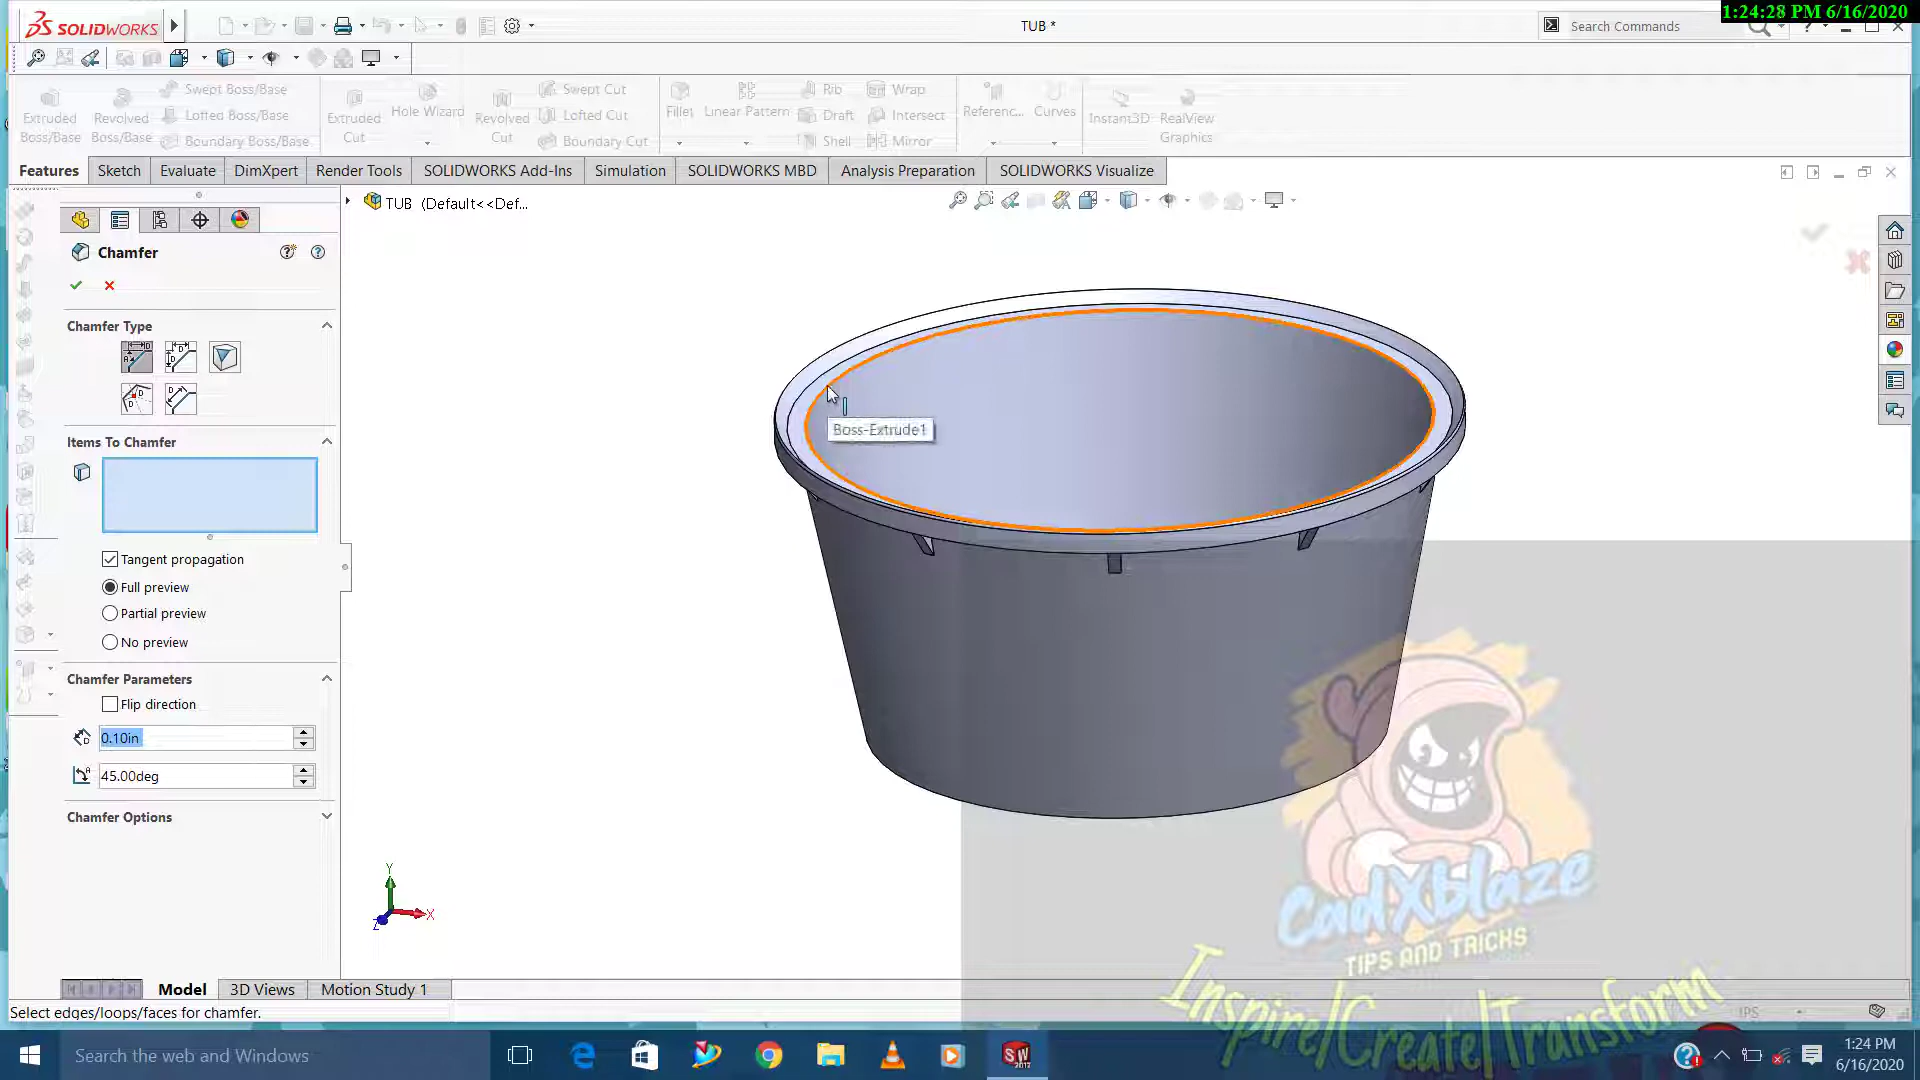 1:24:28 PM 6/16/2020
SOLIDWORKS
TUB *
Search Commands
Extruded Boss/Base
Revolved Boss/Base
Swept Boss/Base
Lofted Boss/Base
Boundary Boss/Base
Extruded Cut
Hole Wizard
Revolved Cut
Swept Cut
Lofted Cut
Boundary Cut
Fillet
Linear Pattern
Rib
Draft
Shell
Wrap
Intersect
Mirror
Referenc...
Curves
Instant3D
RealView Graphics
Features
Sketch
Evaluate
DimXpert
Render Tools
SOLIDWORKS Add-Ins
Simulation
SOLIDWORKS MBD
Analysis Preparation
SOLIDWORKS Visualize
TUB (Default<<Def...
Chamfer
Chamfer Type
Items To Chamfer
Tangent propagation
Full preview
Partial preview
No preview
Chamfer Parameters
Flip direction
0.10in
45.00deg
Chamfer Options
Boss-Extrude1
Y
X
Z
CadXblaze
TIPS AND TRICKS
Inspire/Create/Transform
Model
3D Views
Motion Study 1
Select edges/loops/faces for chamfer.
IPS
Search the web and Windows
SW
2017
1:24 PM
6/16/2020